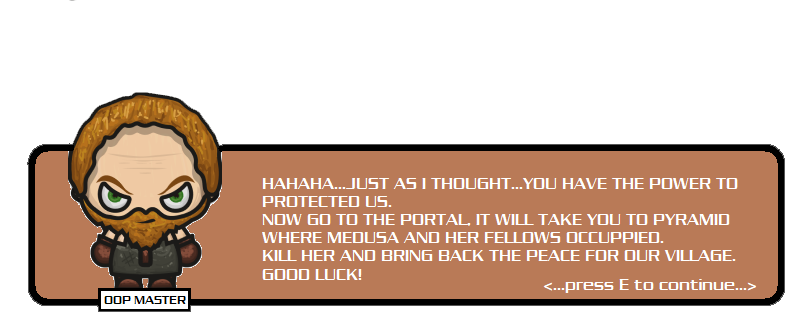 HAHAHA...JUST AS I THOUGHT...YOU HAVE THE POWER TO
PROTECTED US.
NOW GO TO THE PORTAL, IT WILL TAKE YOU TO PYRAMID
WHERE MEDUSA AND HER FELLOWS OCCUPPIED.
KILL HER AND BRING BACK THE PEACE FOR OUR VILLAGE.
GOOD LUCK!
<...press E to continue...>
OOP MASTER